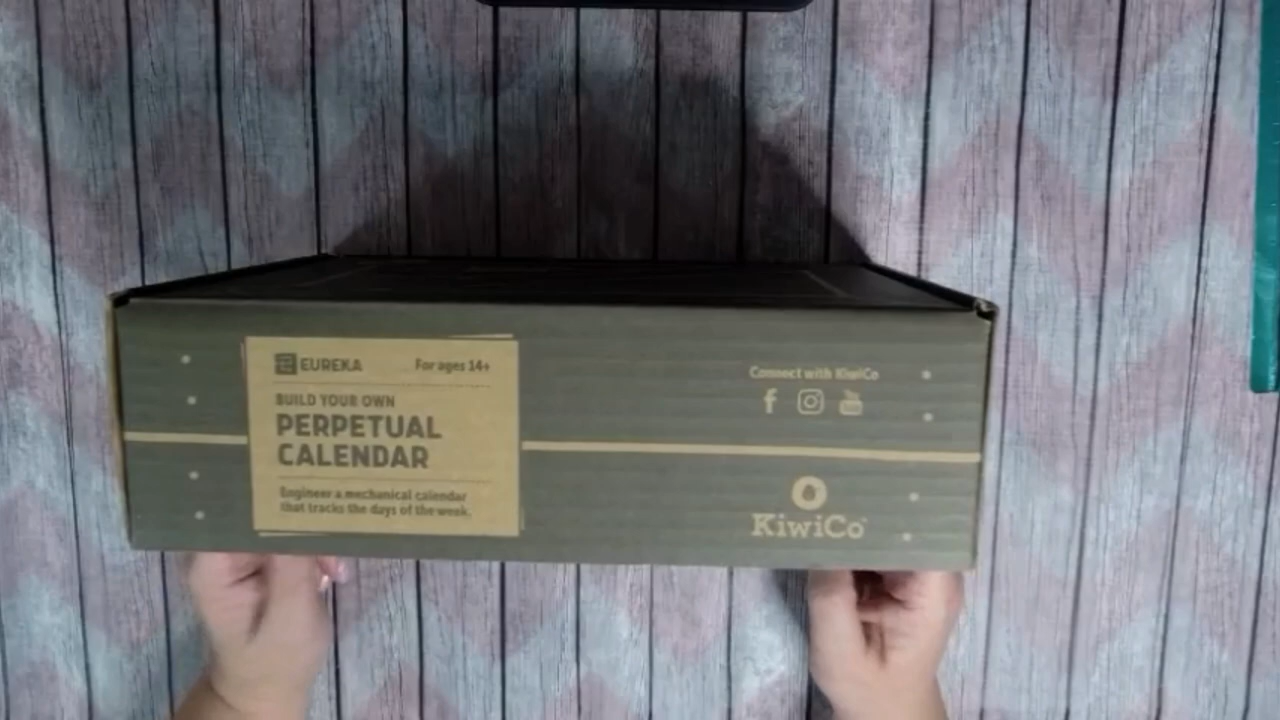 EUREKA For ages 14+
BUILD YOUR OWN
PERPETUAL
CALENDAR
Engineer a mechanical calendar
that tracks the days of the week.
Connect with KiwiCo
f You
KiwiCo